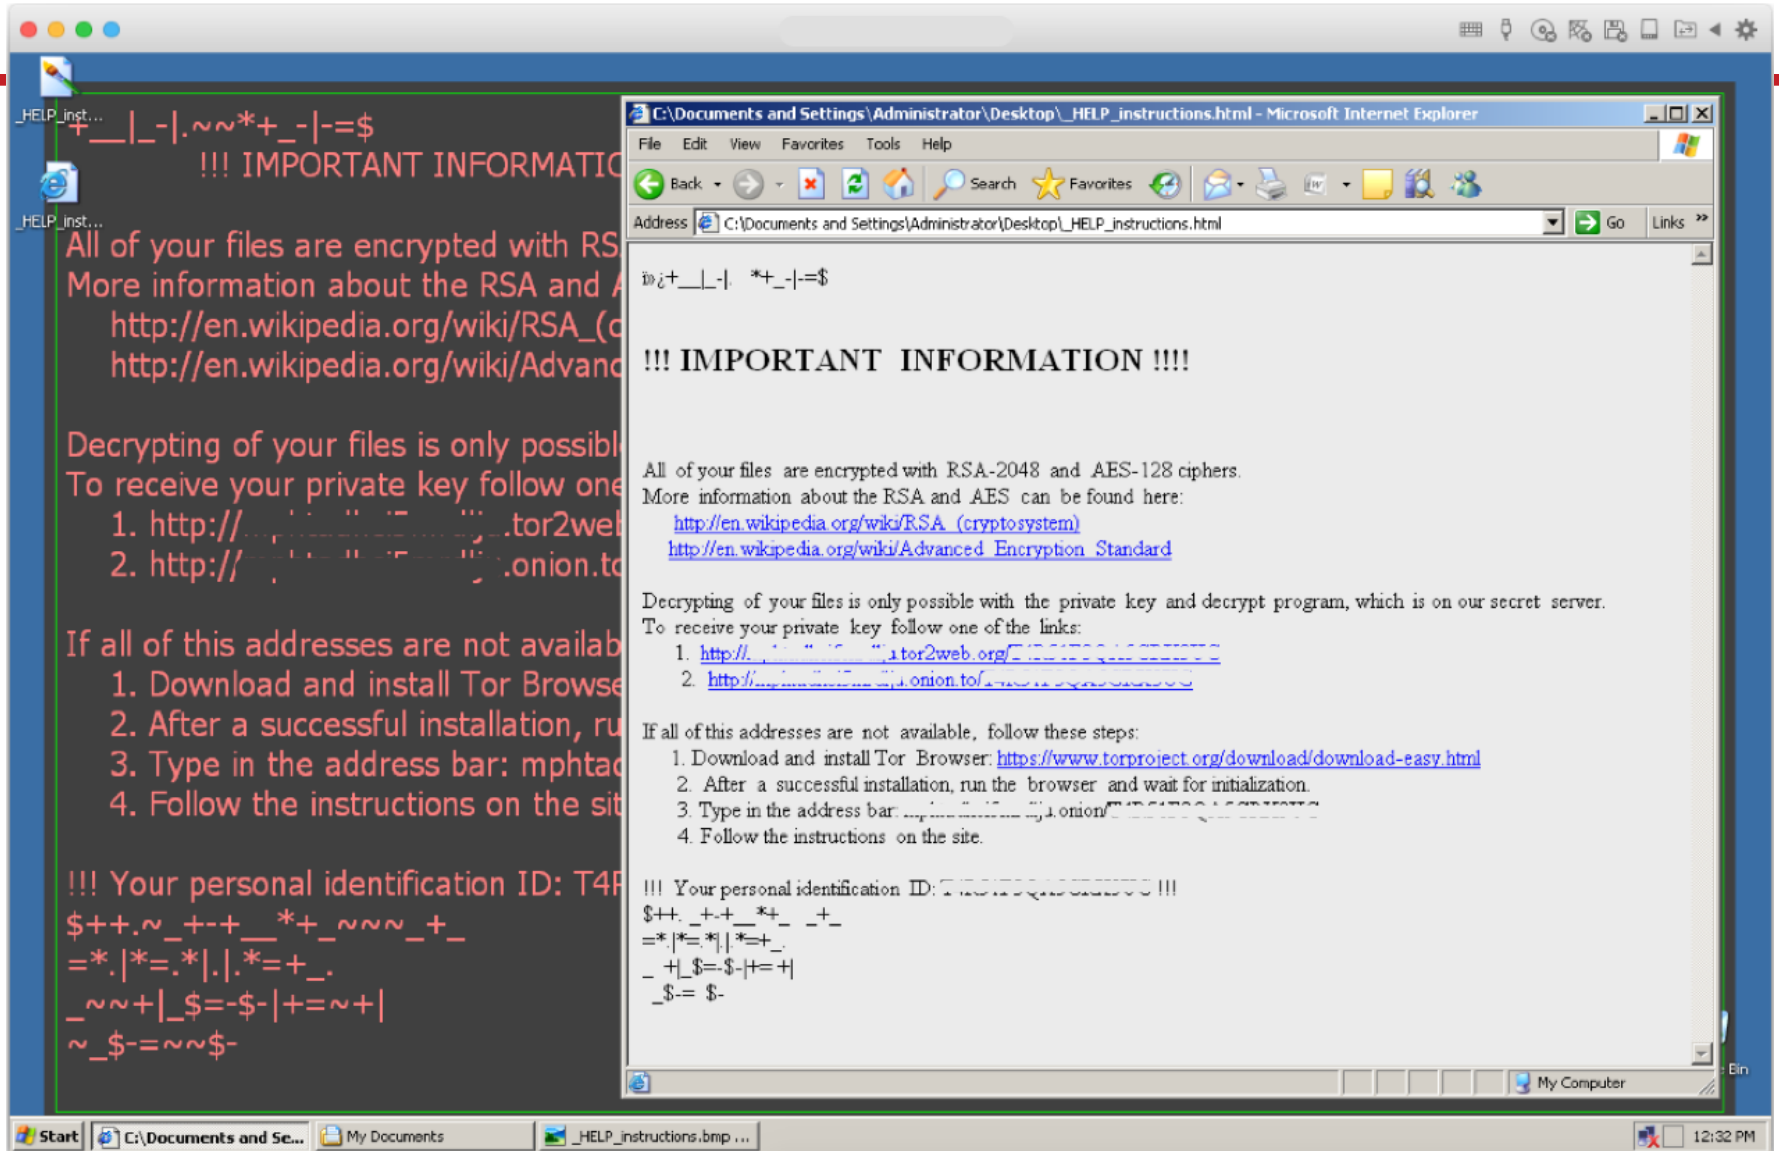 _HELP_inst...
_HELP_inst...
+__|_-|.~~*+_-|-=$
!!! IMPORTANT INFORMATIO
All of your files are encrypted with RS
More information about the RSA and
http://en.wikipedia.org/wiki/RSA_(c
http://en.wikipedia.org/wiki/Advanc
Decrypting of your files is only possibl
To receive your private key follow one
1. http:// .tor2we
2. http:// .onion.to
If all of this addresses are not availab
1. Download and install Tor Browse
2. After a successful installation, ru
3. Type in the address bar: mphtad
4. Follow the instructions on the sit
!!! Your personal identification ID: T4R
$++.~_+-+__*+_~~~_+_
=*.|*=.*|.|.*=+_.
_~~+|_$=-$-|+=~+|
~_$-=~~$-
C:\Documents and Settings\Administrator\Desktop\_HELP_instructions.html - Microsoft Internet Explorer
File Edit View Favorites Tools Help
Back Search Favorites
Address C:\Documents and Settings\Administrator\Desktop\_HELP_instructions.html Go Links »
ï»¿+__|_-|. *+_-|-=$
!!! IMPORTANT INFORMATION !!!!
All of your files are encrypted with RSA-2048 and AES-128 ciphers.
More information about the RSA and AES can be found here:
http://en.wikipedia.org/wiki/RSA_(cryptosystem)
http://en.wikipedia.org/wiki/Advanced_Encryption_Standard
Decrypting of your files is only possible with the private key and decrypt program, which is on our secret server.
To receive your private key follow one of the links:
1. http:// .tor2web.org/
2. http:// .onion.to/
If all of this addresses are not available, follow these steps:
1. Download and install Tor Browser: https://www.torproject.org/download/download-easy.html
2. After a successful installation, run the browser and wait for initialization.
3. Type in the address bar: .onion/
4. Follow the instructions on the site.
!!! Your personal identification ID: !!!
$++. _+-+__*+_ _+_
=*.|*=.*|.|.*=+_.
_ +|_$=-$-|+= +|
_$-= $-
My Computer
Bin
Start C:\Documents and Se... My Documents _HELP_instructions.bmp ... 12:32 PM